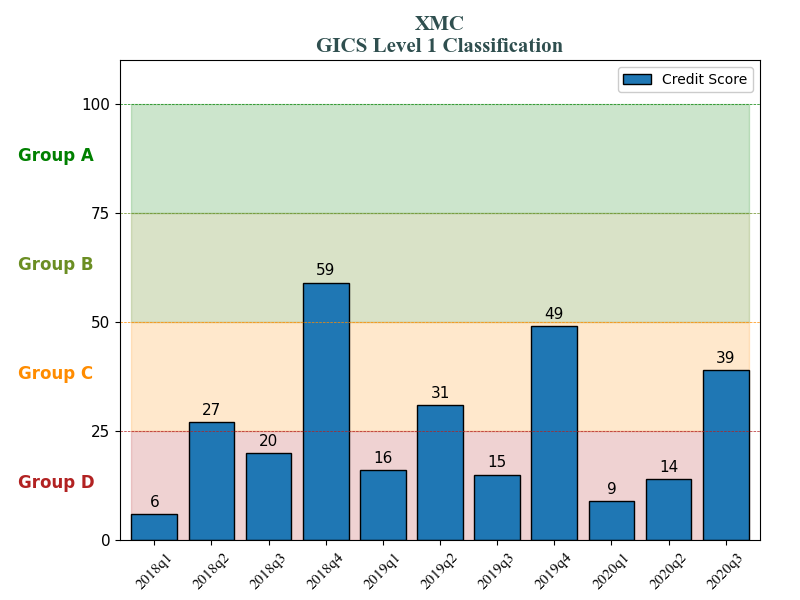 XMC
GICS Level 1 Classification
Credit Score
100
Group A
75
Group B
59
50
49
Group C
39
31
27
25
20
16
15
14
Group D
9
6
0
2018q1
2018q2
2018q3
2018q4
2019q1
2019q2
2019q3
2019q4
2020q1
2020q2
2020q3